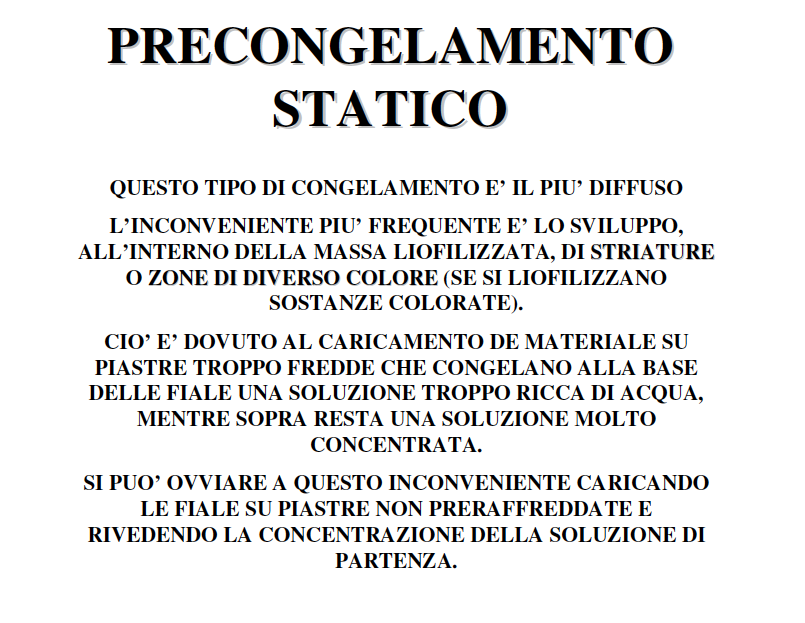 PRECONGELAMENTO
STATICO
QUESTO TIPO DI CONGELAMENTO E’ IL PIU’ DIFFUSO
L’INCONVENIENTE PIU’ FREQUENTE E’ LO SVILUPPO,
ALL’INTERNO DELLA MASSA LIOFILIZZATA, DI STRIATURE
O ZONE DI DIVERSO COLORE (SE SI LIOFILIZZANO
SOSTANZE COLORATE).
CIO’ E’ DOVUTO AL CARICAMENTO DE MATERIALE SU
PIASTRE TROPPO FREDDE CHE CONGELANO ALLA BASE
DELLE FIALE UNA SOLUZIONE TROPPO RICCA DI ACQUA,
MENTRE SOPRA RESTA UNA SOLUZIONE MOLTO
CONCENTRATA.
SI PUO’ OVVIARE A QUESTO INCONVENIENTE CARICANDO
LE FIALE SU PIASTRE NON PRERAFFREDDATE E
RIVEDENDO LA CONCENTRAZIONE DELLA SOLUZIONE DI
PARTENZA.